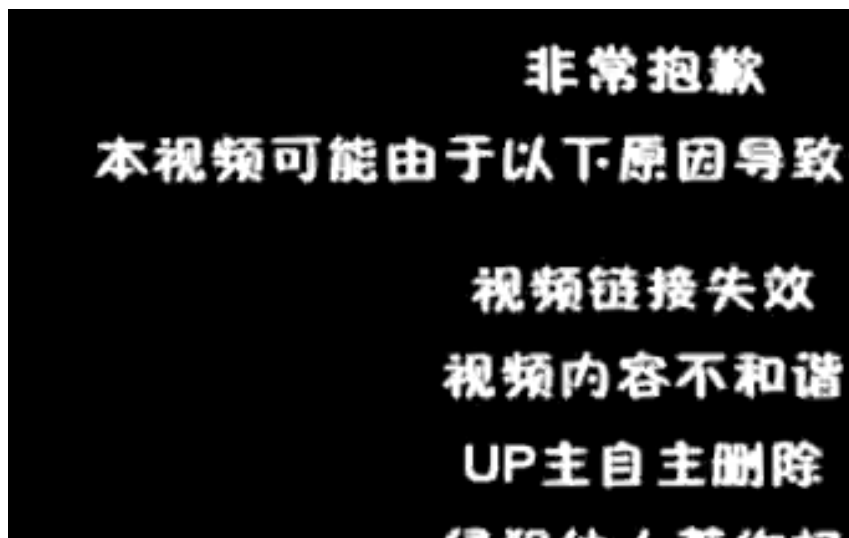 非常抱歉
本视频可能由于以下原因导致
视频链接失效
视频内容不和谐
UP主自主删除